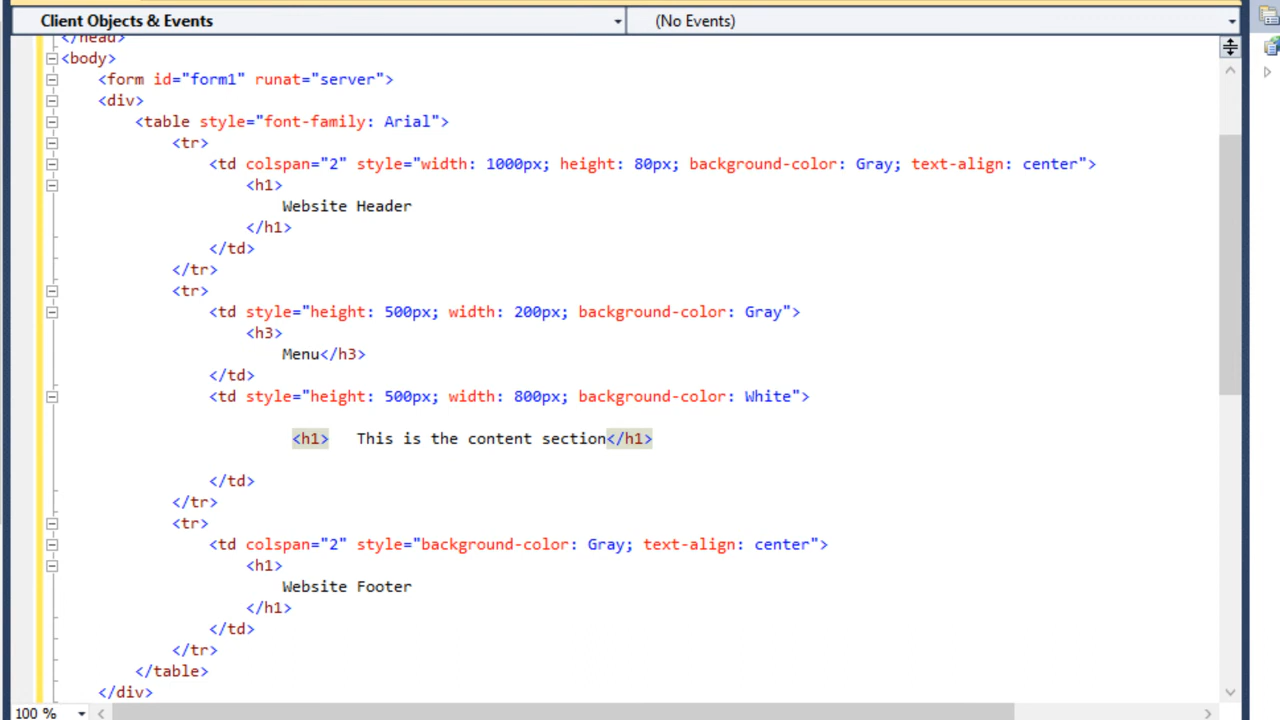 Client Objects & Events (No Events)
</head>
<body>
<form id="form1" runat="server">
<div>
<table style="font-family: Arial">
<tr>
<td colspan="2" style="width: 1000px; height: 80px; background-color: Gray; text-align: center">
<h1>
Website Header
</h1>
</td>
</tr>
<tr>
<td style="height: 500px; width: 200px; background-color: Gray">
<h3>
Menu</h3>
</td>
<td style="height: 500px; width: 800px; background-color: White">
<h1>   This is the content section</h1>
</td>
</tr>
<tr>
<td colspan="2" style="background-color: Gray; text-align: center">
<h1>
Website Footer
</h1>
</td>
</tr>
</table>
</div>
100 %